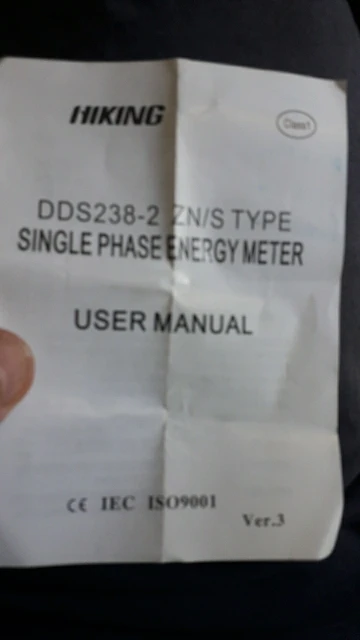 HIKING
Class1
DDS238-2 ZN/S TYPE
SINGLE PHASE ENERGY METER
USER MANUAL
CE IEC ISO9001
Ver.3